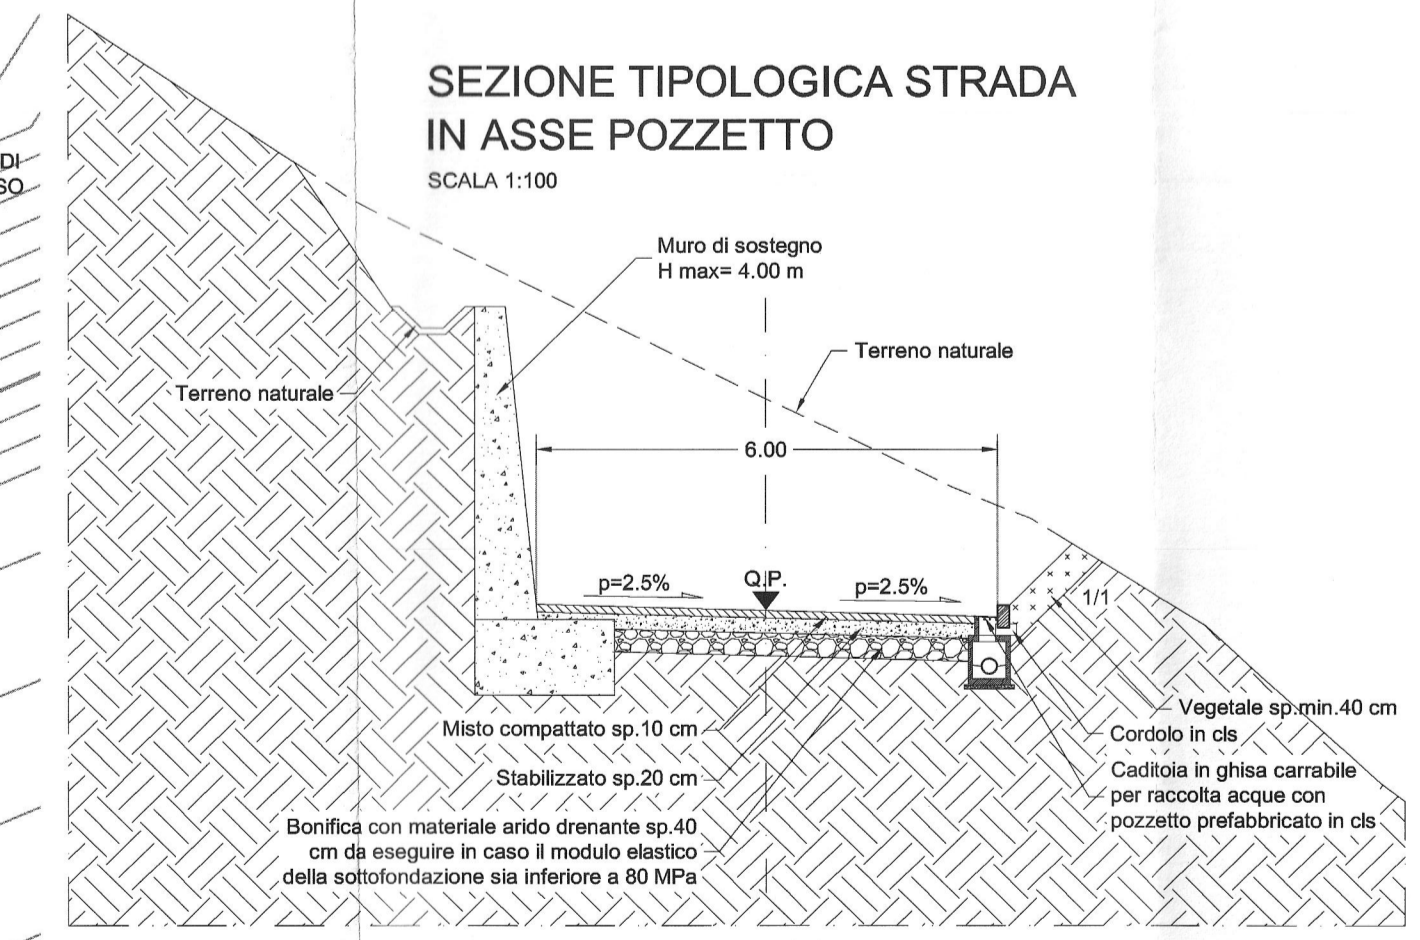 SEZIONE TIPOLOGICA STRADA
IN ASSE POZZETTO
SCALA 1:100
DI
SO
Muro di sostegno
H max= 4.00 m
Terreno naturale
Terreno naturale
6.00
p=2.5%
Q.P.
p=2.5%
1/1
Vegetale sp.min.40 cm
Misto compattato sp.10 cm
Cordolo in cls
Stabilizzato sp.20 cm
Caditoia in ghisa carrabile
per raccolta acque con
pozzetto prefabbricato in cls
Bonifica con materiale arido drenante sp.40
cm da eseguire in caso il modulo elastico
della sottofondazione sia inferiore a 80 MPa